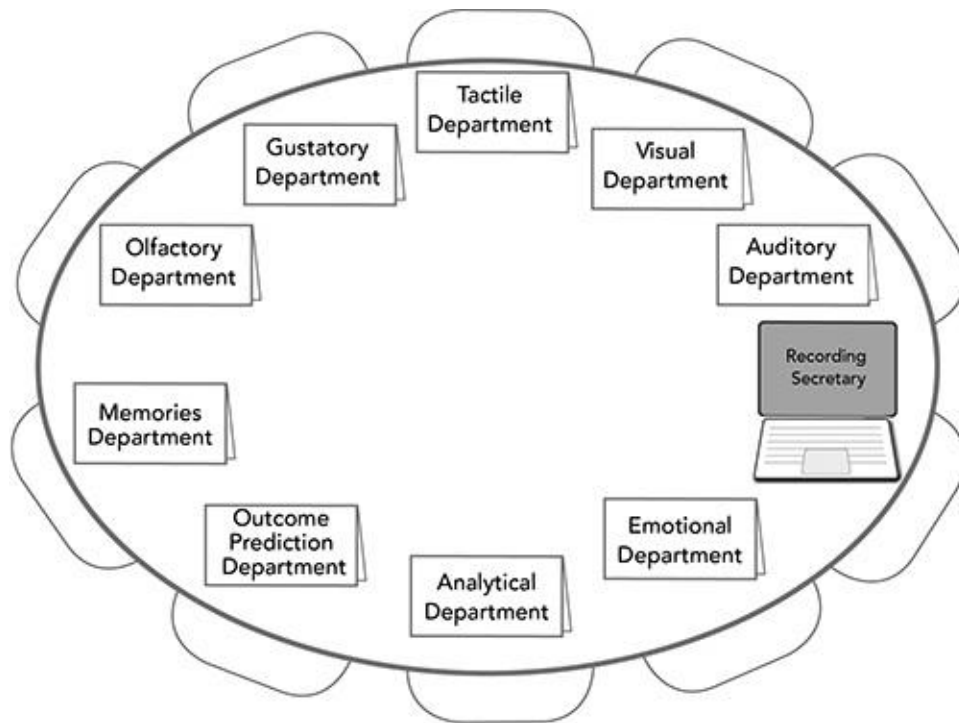 Tactile
Department
Gustatory
Department
Visual
Department
Olfactory
Department
Auditory
Department
Recording
Secretary
Memories
Department
Outcome
Prediction
Department
Analytical
Department
Emotional
Department